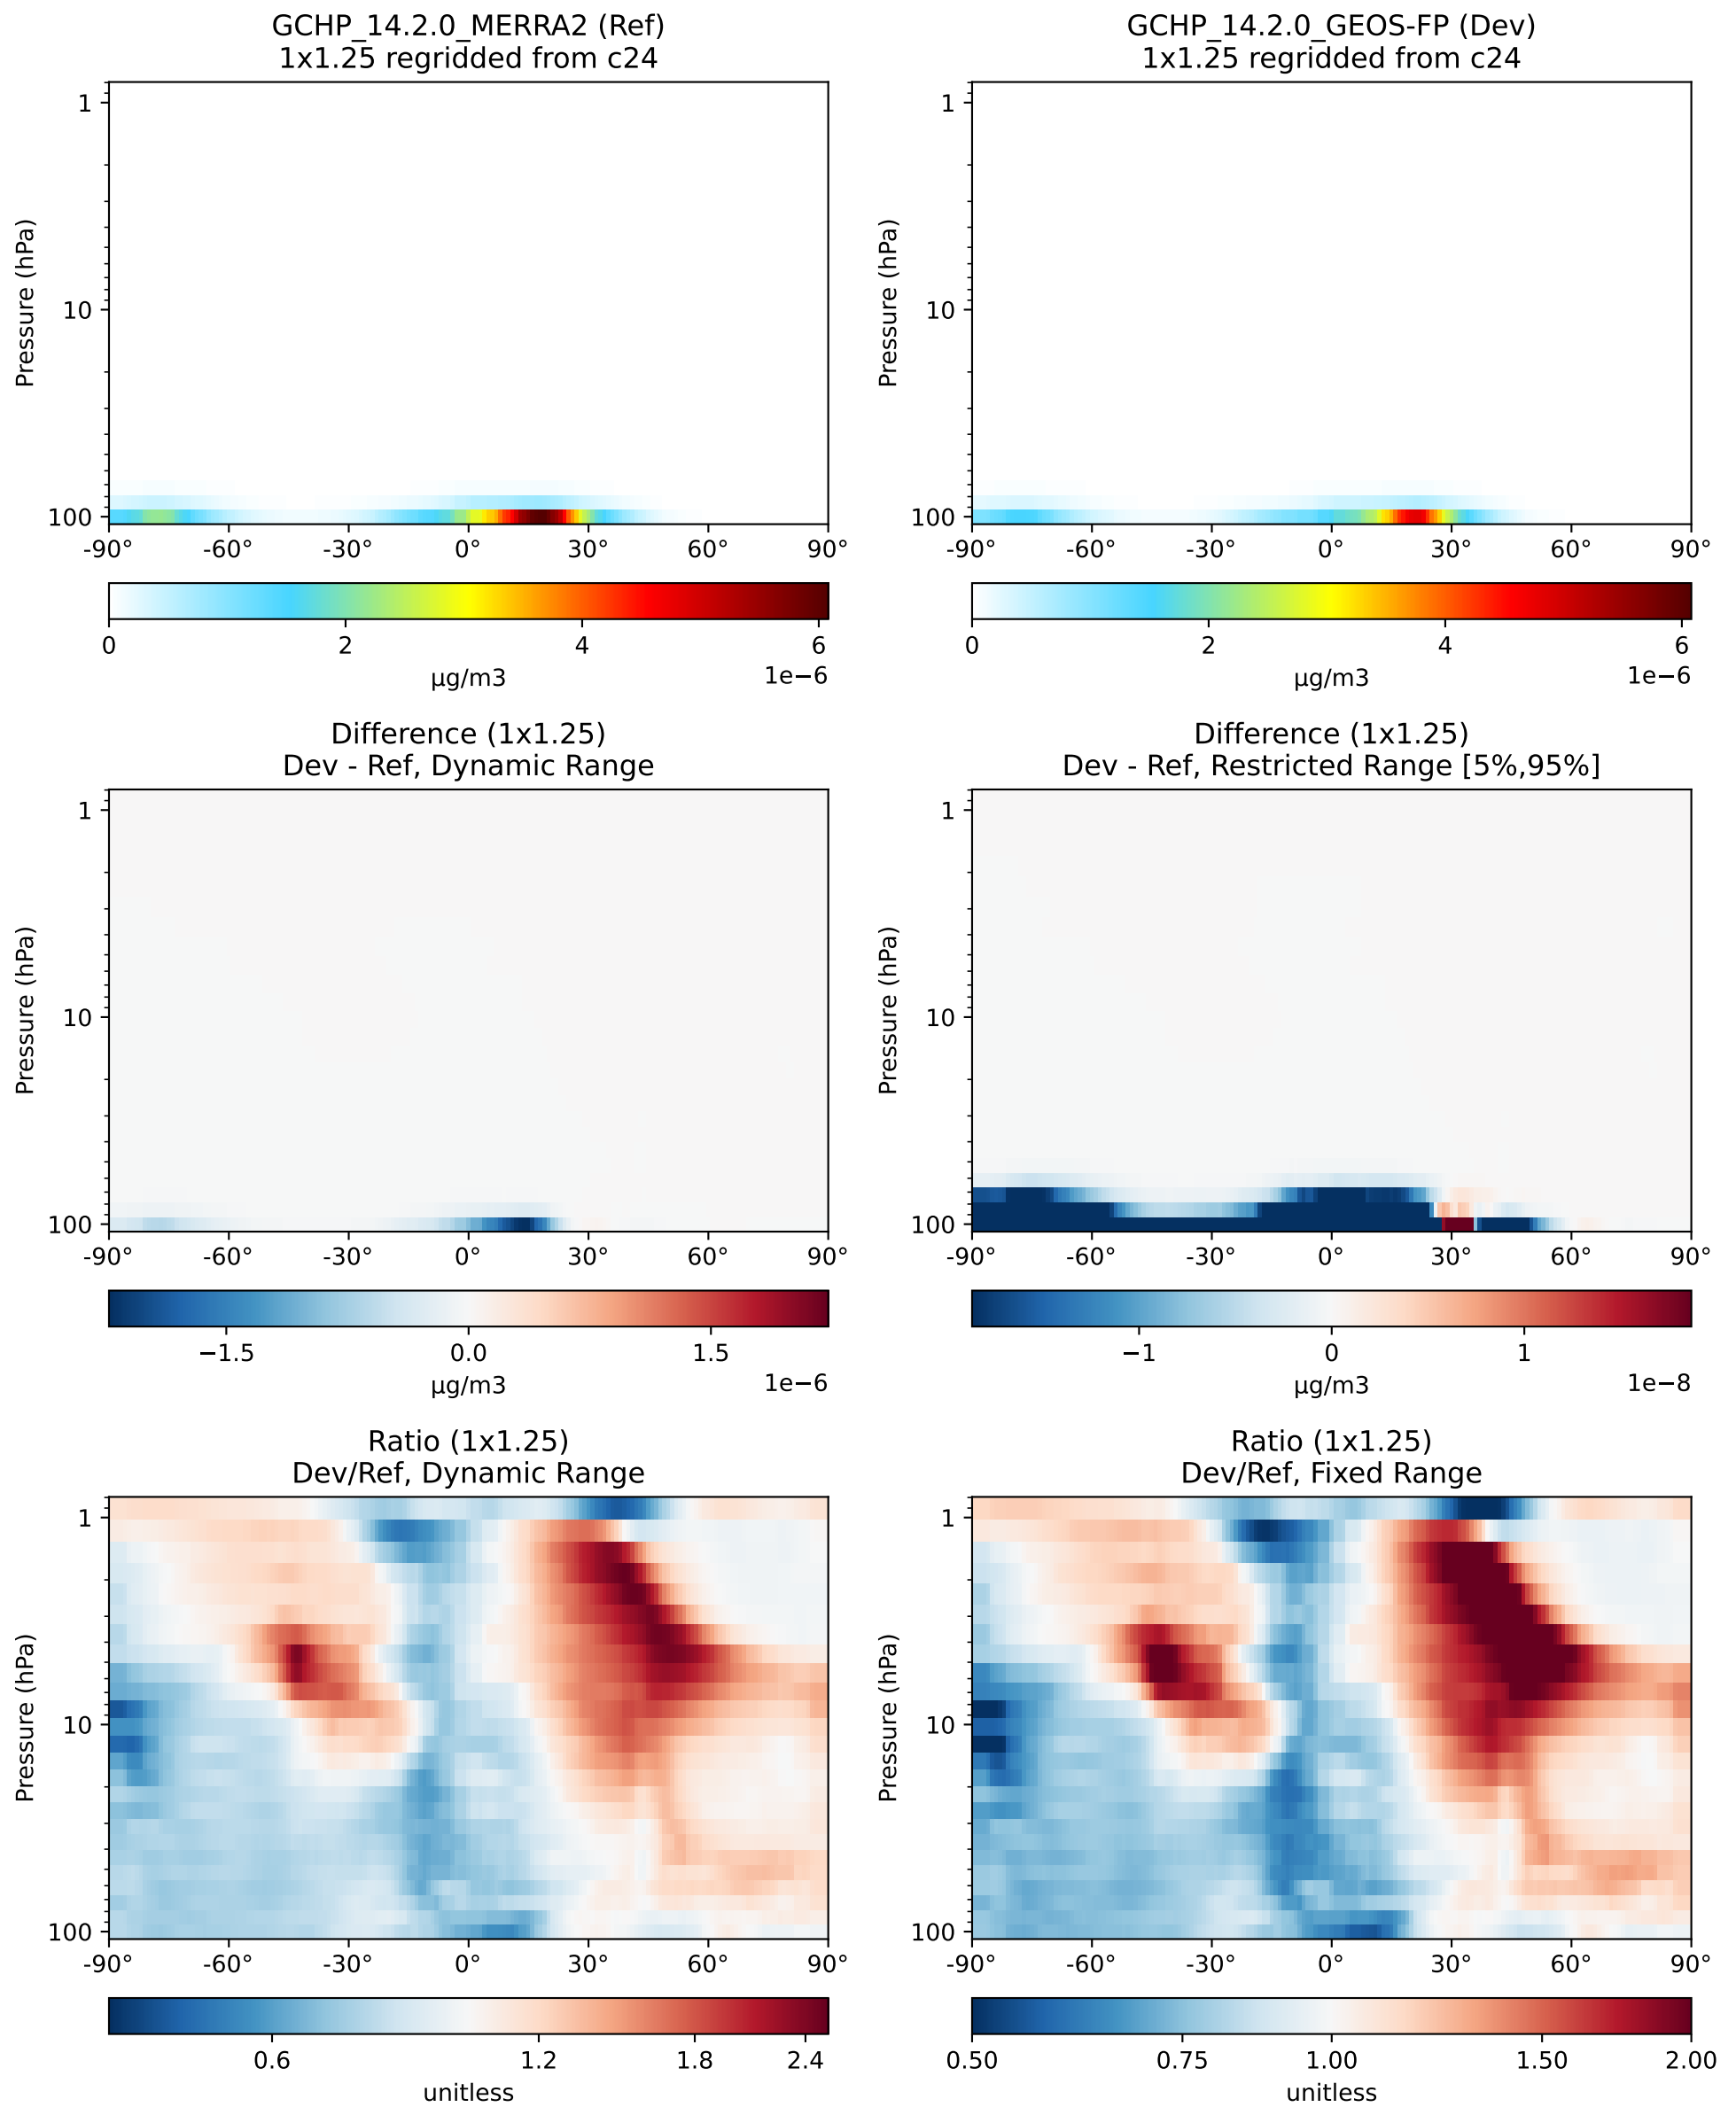 GCHP_14.2.0_MERRA2 (Ref)
1x1.25 regridded from c24
Pressure (hPa)
1
10
100
-90° -60° -30° 0° 30° 60° 90°
0 2 4 6
1e−6
μg/m3
GCHP_14.2.0_GEOS-FP (Dev)
1x1.25 regridded from c24
Pressure (hPa)
1
10
100
-90° -60° -30° 0° 30° 60° 90°
0 2 4 6
1e−6
μg/m3
Difference (1x1.25)
Dev - Ref, Dynamic Range
Pressure (hPa)
1
10
100
-90° -60° -30° 0° 30° 60° 90°
−1.5 0.0 1.5
1e−6
μg/m3
Difference (1x1.25)
Dev - Ref, Restricted Range [5%,95%]
Pressure (hPa)
1
10
100
-90° -60° -30° 0° 30° 60° 90°
−1 0 1
1e−8
μg/m3
Ratio (1x1.25)
Dev/Ref, Dynamic Range
Pressure (hPa)
1
10
100
-90° -60° -30° 0° 30° 60° 90°
0.6 1.2 1.8 2.4
unitless
Ratio (1x1.25)
Dev/Ref, Fixed Range
Pressure (hPa)
1
10
100
-90° -60° -30° 0° 30° 60° 90°
0.50 0.75 1.00 1.50 2.00
unitless